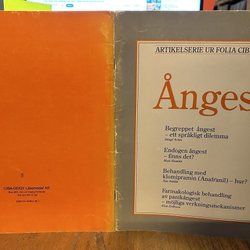 ARTIKELSERIE UR FOLIA CIB
Ånges
Begreppet ångest
– ett språkligt dilemma
Endogen ångest
– finns det?
Behandling med
klomipramin (Anafranil) – hur?
Farmakologisk behandling
av panikångest
– möjliga verkningsmekanismer
CIBA-GEIGY Läkemedel AB